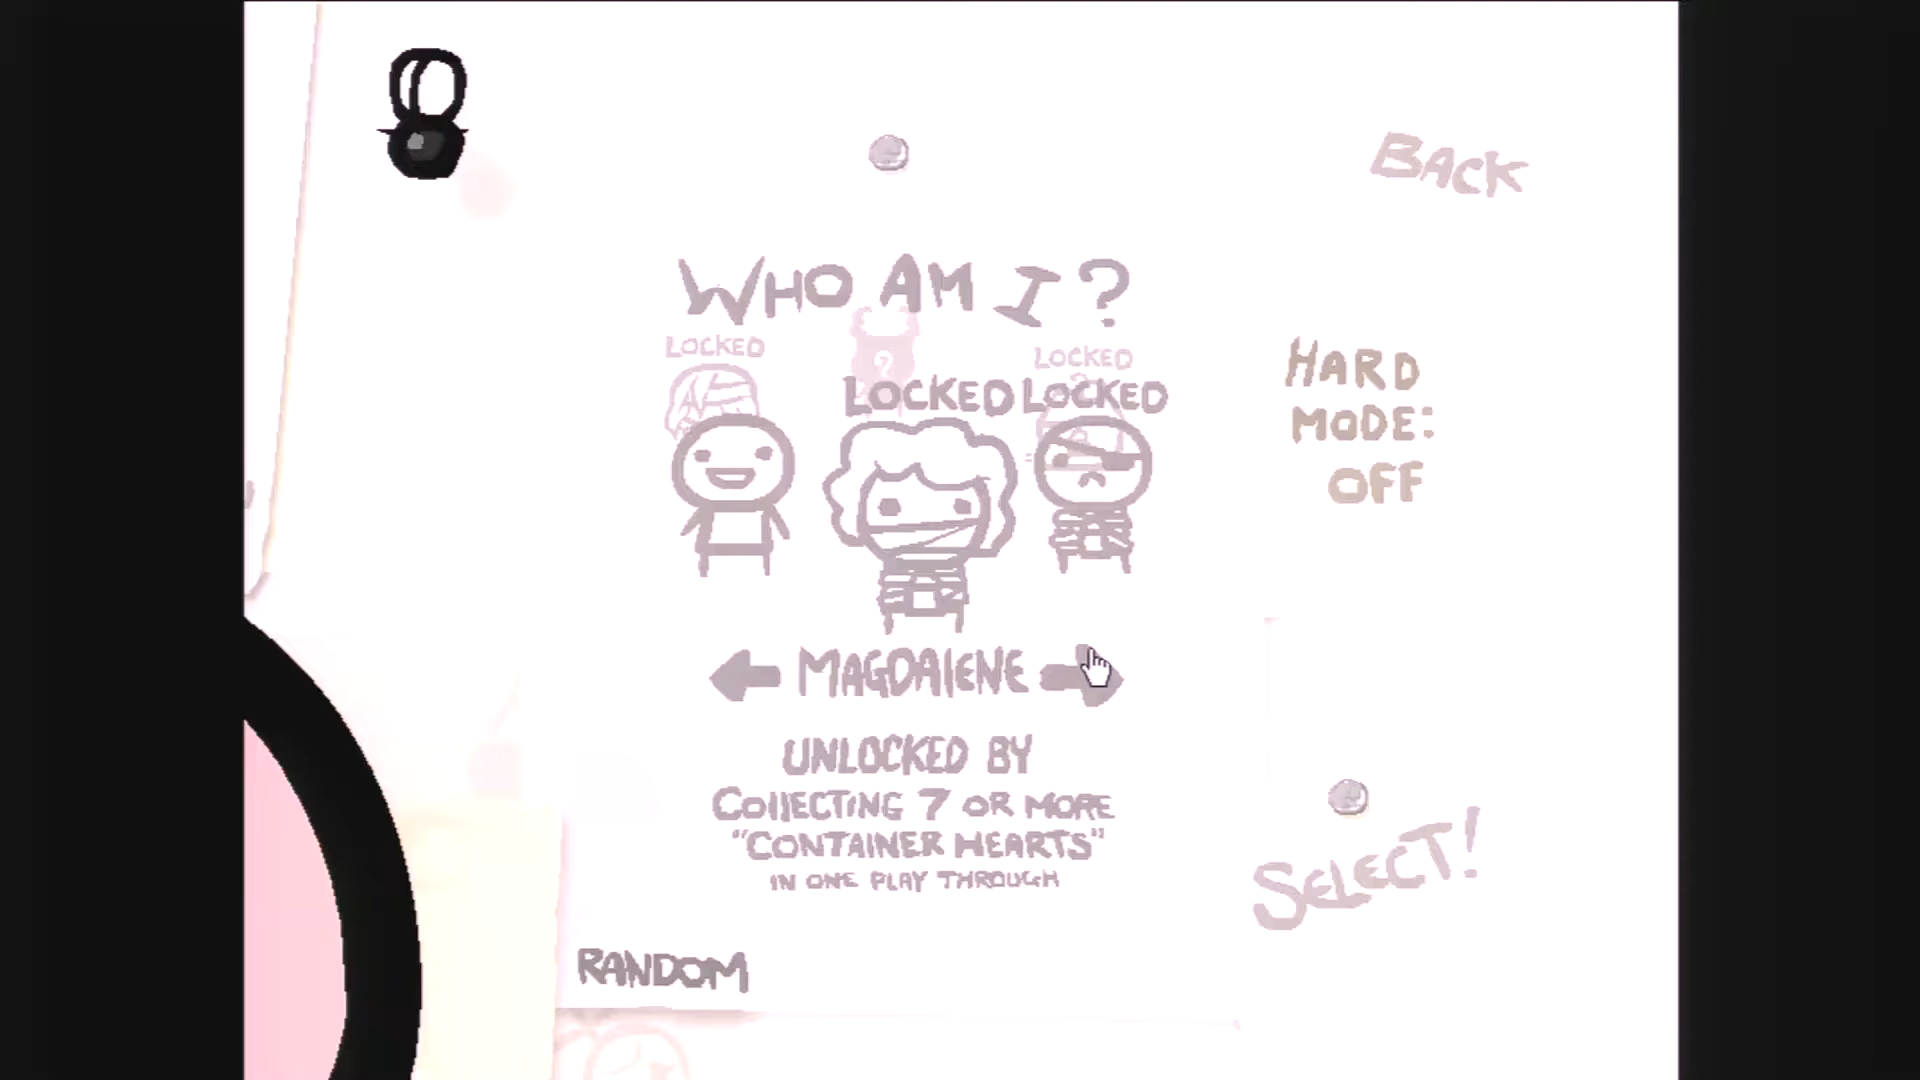 BACK
WHO AM I?
LOCKED
LOCKED
LOCKED LOCKED
HARD
MODE:
OFF
MAGDALENE
UNLOCKED BY
COLLECTING 7 OR MORE
"CONTAINER HEARTS"
IN ONE PLAY THROUGH
SELECT!
RANDOM